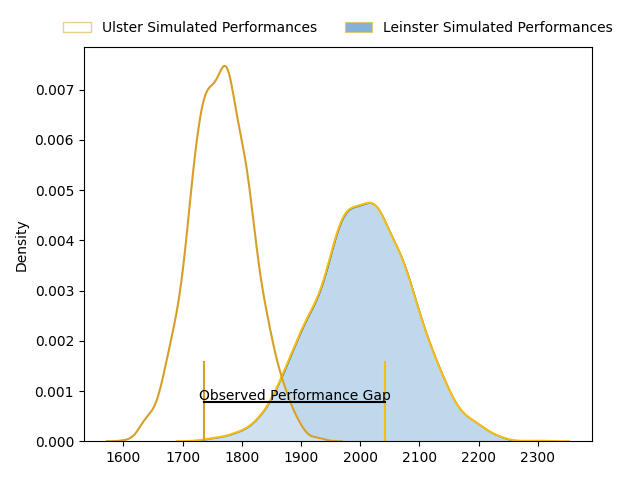 Ulster Simulated Performances
Leinster Simulated Performances
Density
0.007
0.006
0.005
0.004
0.003
0.002
0.001
0.000
Observed Performance Gap
1600 1700 1800 1900 2000 2100 2200 2300